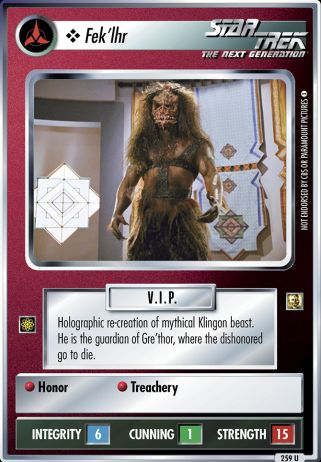 ❖ Fek'lhr
STAR TREK
THE NEXT GENERATION
NOT ENDORSED BY CBS OR PARAMOUNT PICTURES
V.I.P.
Holographic re-creation of mythical Klingon beast.
He is the guardian of Gre'thor, where the dishonored
go to die.
Honor Treachery
INTEGRITY 6 CUNNING 1 STRENGTH 15
259 U